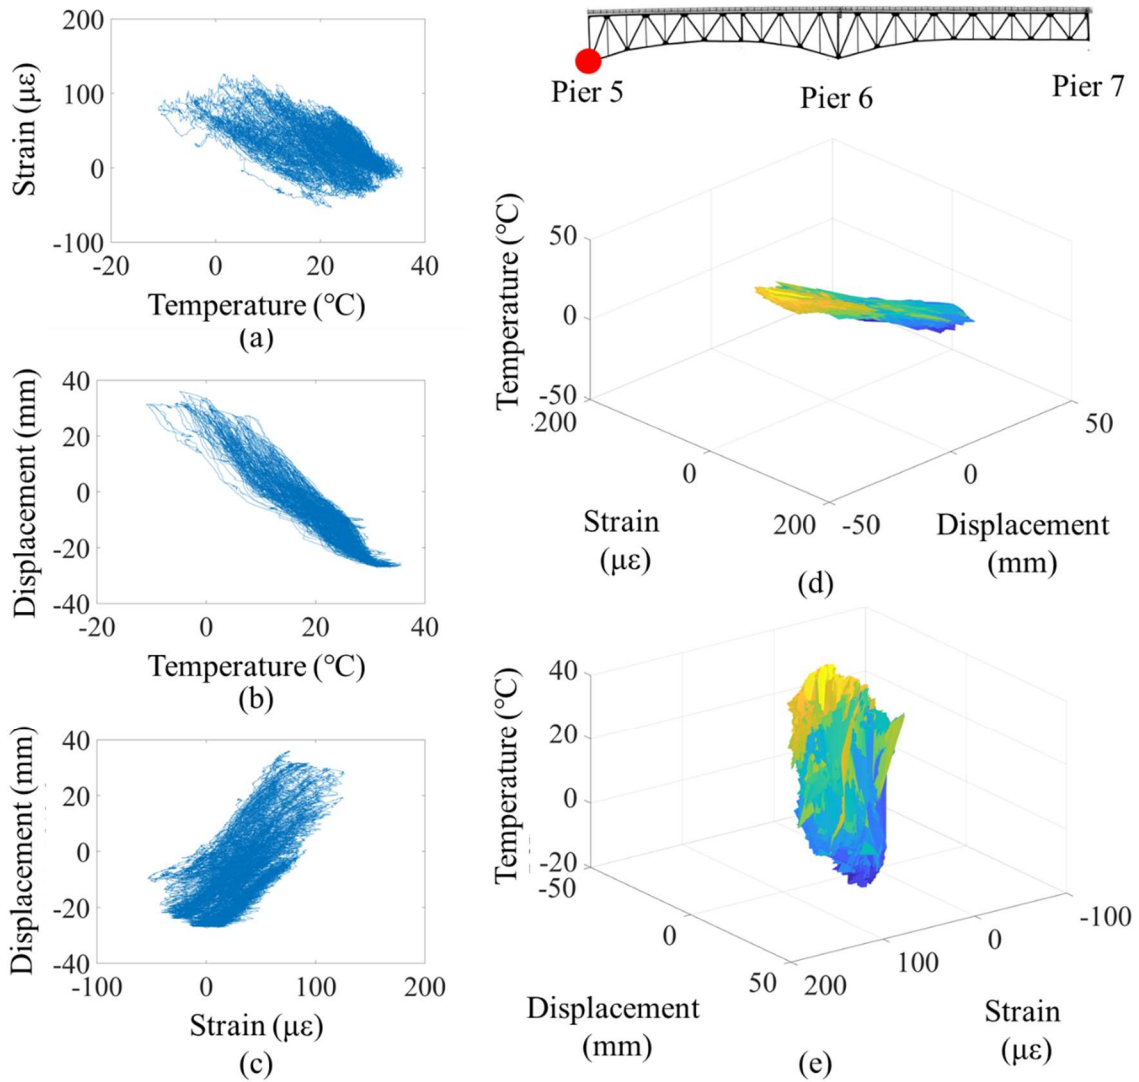 200
100
0
-100
Strain (με)
-20
0
20
40
Temperature (°C)
(a)
40
20
0
-20
-40
Displacement (mm)
-20
0
20
40
Temperature (°C)
(b)
40
20
0
-20
-40
Displacement (mm)
-100
0
100
200
Strain (με)
(c)
Pier 5
Pier 6
Pier 7
Temperature (°C)
50
0
-50
-200
0
200
-50
0
50
Strain
(με)
Displacement
(mm)
(d)
Temperature (°C)
40
20
0
-20
-50
0
50
200
100
0
-100
Displacement
(mm)
Strain
(με)
(e)